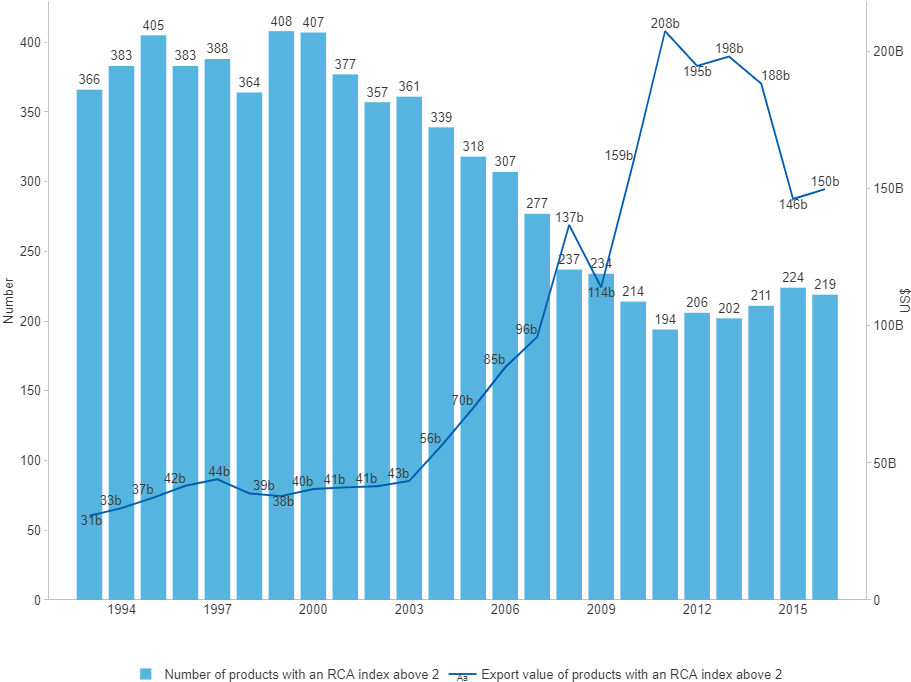 408
407
208b
405
400
388
383
383
200B
198b
195b
188b
377
366
364
361
357
350
339
318
159b
307
300
150B
150b
146b
277
137b
250
237
234
Number
114b
224
219
US$
214
211
206
202
194
200
100B
96b
85b
150
70b
56b
100
50B
44b
43b
42b
41b
41b
40b
39b
38b
37b
33b
31b
50
0
0
1994 1997 2000 2003 2006 2009 2012 2015
Number of products with an RCA index above 2 Aa Export value of products with an RCA index above 2